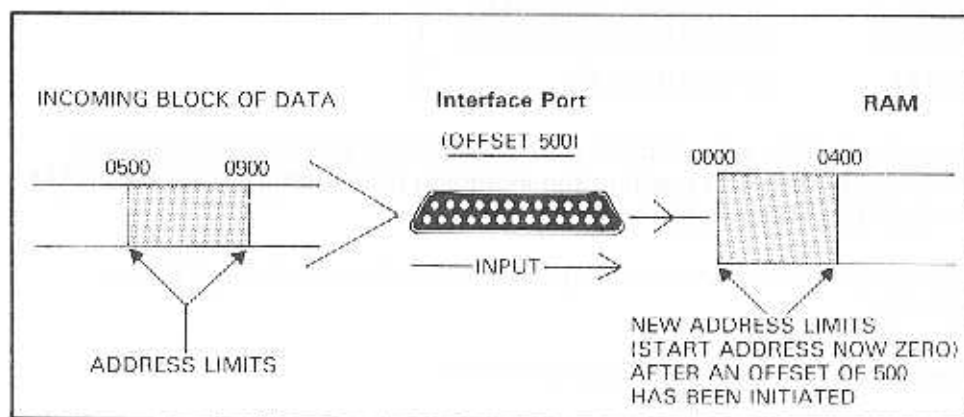 INCOMING BLOCK OF DATA
Interface Port
RAM
(OFFSET 500)
0500
0900
0000
0400
INPUT
ADDRESS LIMITS
NEW ADDRESS LIMITS
(START ADDRESS NOW ZERO)
AFTER AN OFFSET OF 500
HAS BEEN INITIATED